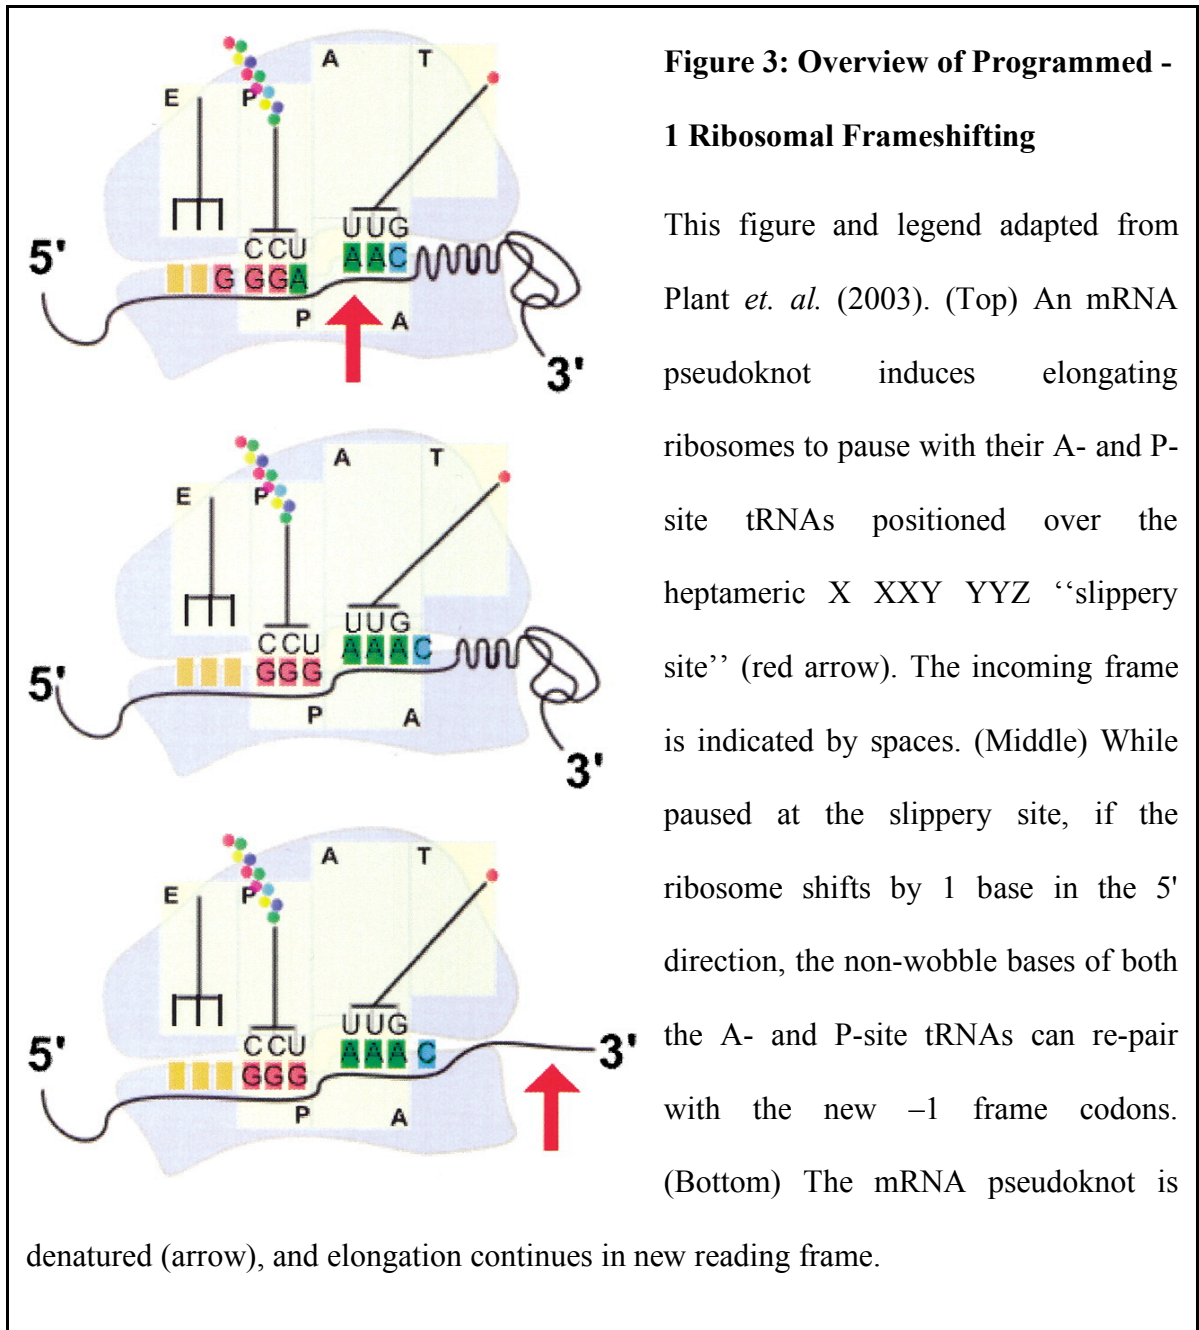 A T
E P
UUG
CCU
AAC
5'
G GGA
P A
3'
A T
E P
UUG
CCU
AAAC
GGG
5'
P A
3'
A T
E P
UUG
CCU
5'
AAAC
3'
GGG
P A
Figure 3: Overview of Programmed -
1 Ribosomal Frameshifting
This figure and legend adapted from
Plant et. al. (2003). (Top) An mRNA
pseudoknot induces elongating
ribosomes to pause with their A- and P-
site tRNAs positioned over the
heptameric X XXY YYZ ‘‘slippery
site’’ (red arrow). The incoming frame
is indicated by spaces. (Middle) While
paused at the slippery site, if the
ribosome shifts by 1 base in the 5'
direction, the non-wobble bases of both
the A- and P-site tRNAs can re-pair
with the new –1 frame codons.
(Bottom) The mRNA pseudoknot is
denatured (arrow), and elongation continues in new reading frame.